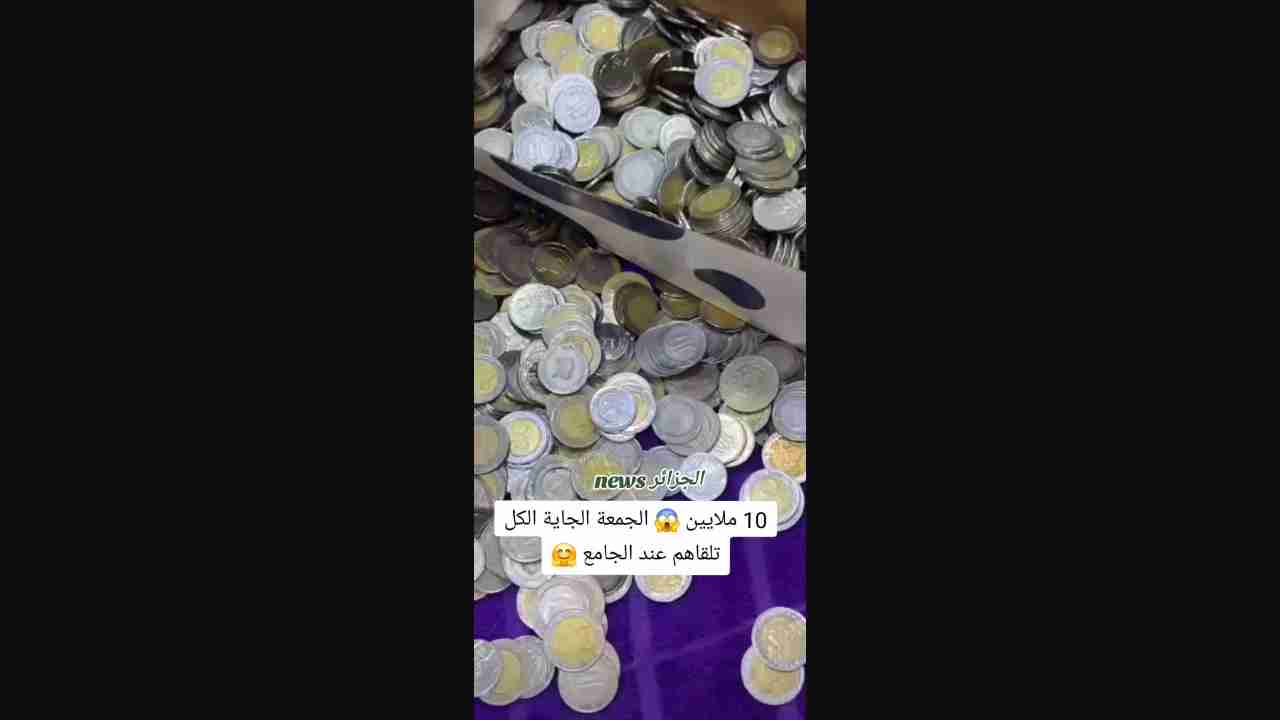 الجزائر news
10 ملايين 😱 الجمعة الجاية الكل
تلقاهم عند الجامع 🤗